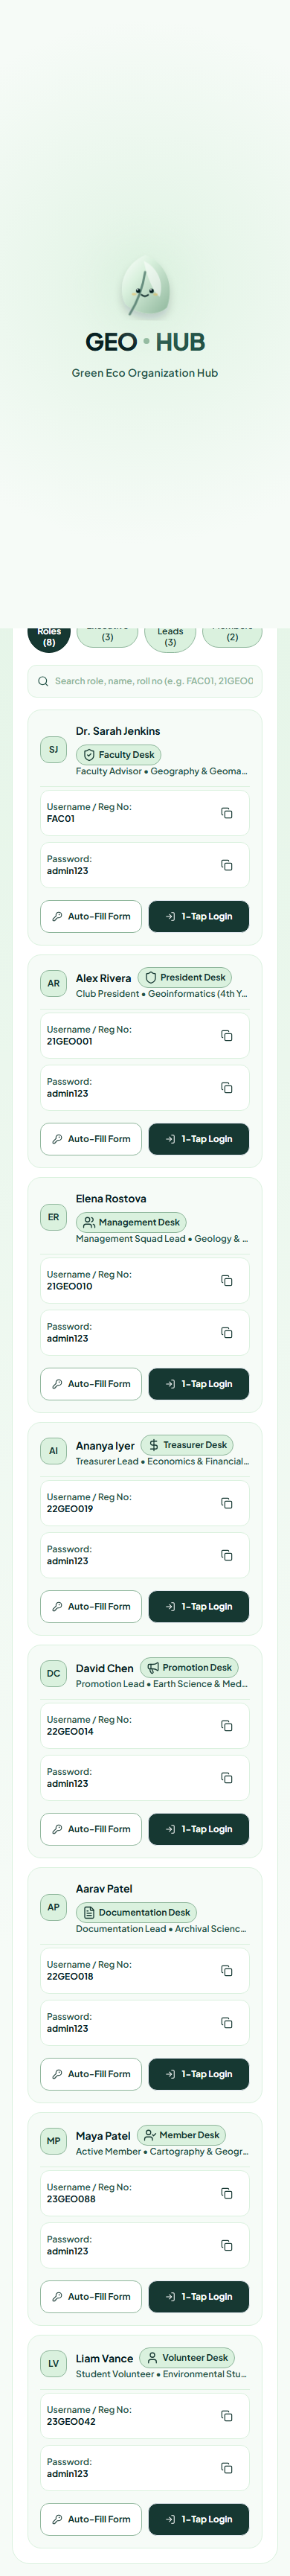 GEO • HUB
Green Eco Organization Hub
Roles
(8)
(3)
Leads
(3)
(2)
Search role, name, roll no (e.g. FAC01, 21GEO0
SJ
Dr. Sarah Jenkins
Faculty Desk
Faculty Advisor • Geography & Geoma...
Username / Reg No:
FAC01
Password:
admin123
Auto-Fill Form
1-Tap Login
AR
Alex Rivera
President Desk
Club President • Geoinformatics (4th Y...
Username / Reg No:
21GEO001
Password:
admin123
Auto-Fill Form
1-Tap Login
ER
Elena Rostova
Management Desk
Management Squad Lead • Geology & ...
Username / Reg No:
21GEO010
Password:
admin123
Auto-Fill Form
1-Tap Login
AI
Ananya Iyer
Treasurer Desk
Treasurer Lead • Economics & Financial...
Username / Reg No:
22GEO019
Password:
admin123
Auto-Fill Form
1-Tap Login
DC
David Chen
Promotion Desk
Promotion Lead • Earth Science & Med...
Username / Reg No:
22GEO014
Password:
admin123
Auto-Fill Form
1-Tap Login
AP
Aarav Patel
Documentation Desk
Documentation Lead • Archival Scienc...
Username / Reg No:
22GEO018
Password:
admin123
Auto-Fill Form
1-Tap Login
MP
Maya Patel
Member Desk
Active Member • Cartography & Geogr...
Username / Reg No:
23GEO088
Password:
admin123
Auto-Fill Form
1-Tap Login
LV
Liam Vance
Volunteer Desk
Student Volunteer • Environmental Stu...
Username / Reg No:
23GEO042
Password:
admin123
Auto-Fill Form
1-Tap Login